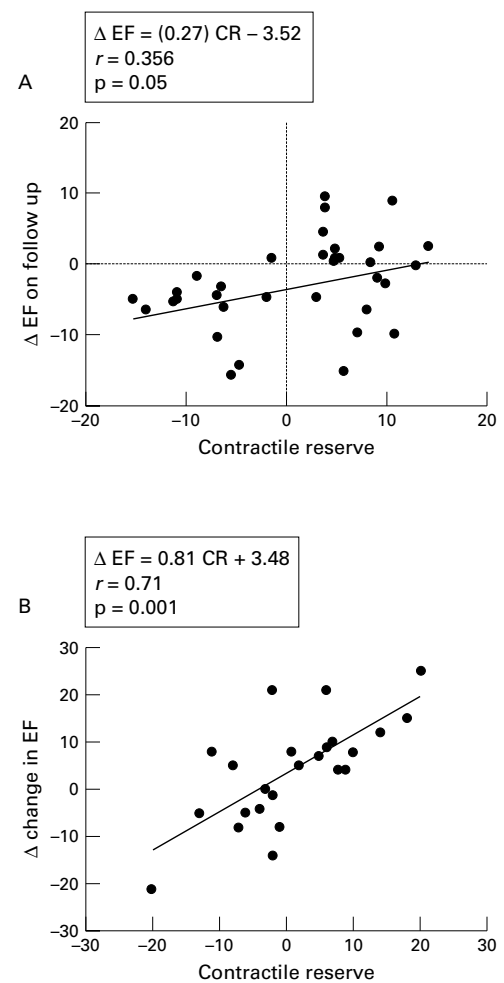 A
Δ EF = (0.27) CR – 3.52
r = 0.356
p = 0.05
20
10
0
–10
–20
Δ EF on follow up
–20 –10 0 10 20
Contractile reserve
B
Δ EF = 0.81 CR + 3.48
r = 0.71
p = 0.001
30
20
10
0
–10
–20
–30
Δ change in EF
–30 –20 –10 0 10 20 30
Contractile reserve